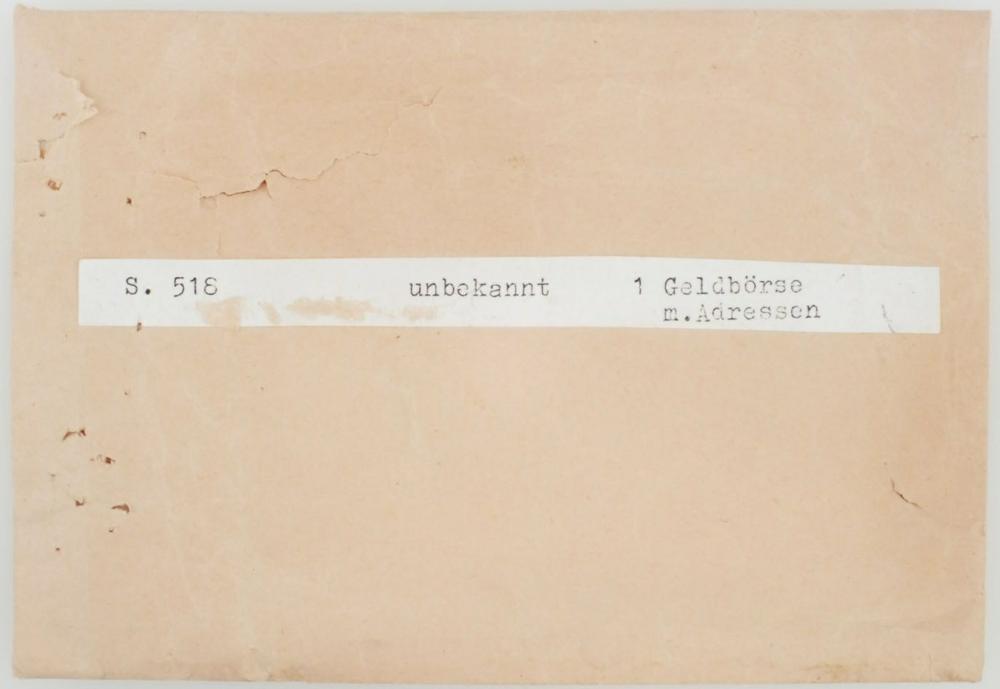 S. 518 unbekannt 1 Geldbörse
m.Adressen